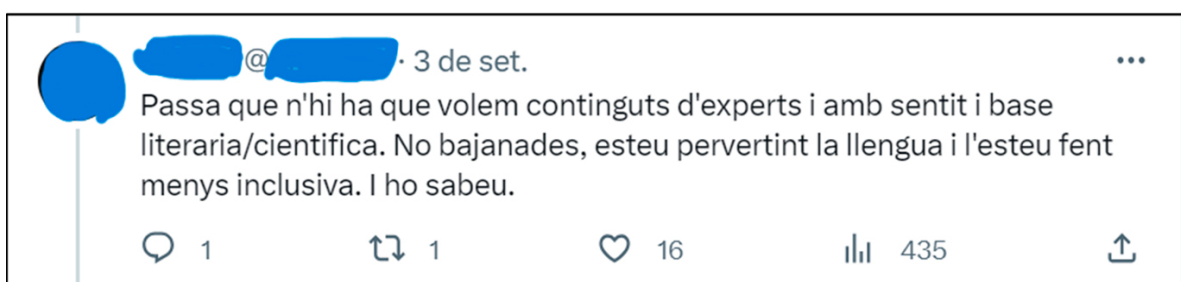 @ · 3 de set.
Passa que n'hi ha que volem continguts d'experts i amb sentit i base
literaria/cientifica. No bajanades, esteu pervertint la llengua i l'esteu fent
menys inclusiva. I ho sabeu.
1 1 16 435